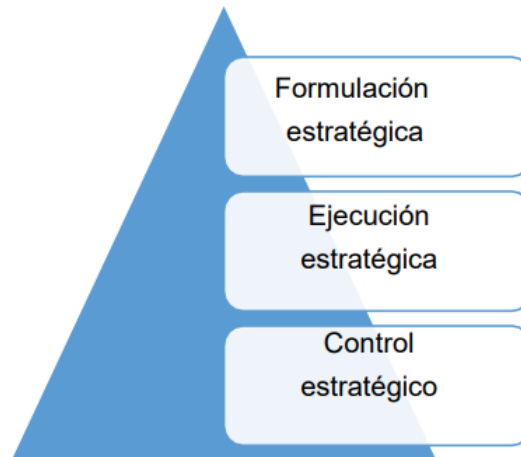 Formulación
estratégica
Ejecución
estratégica
Control
estratégico